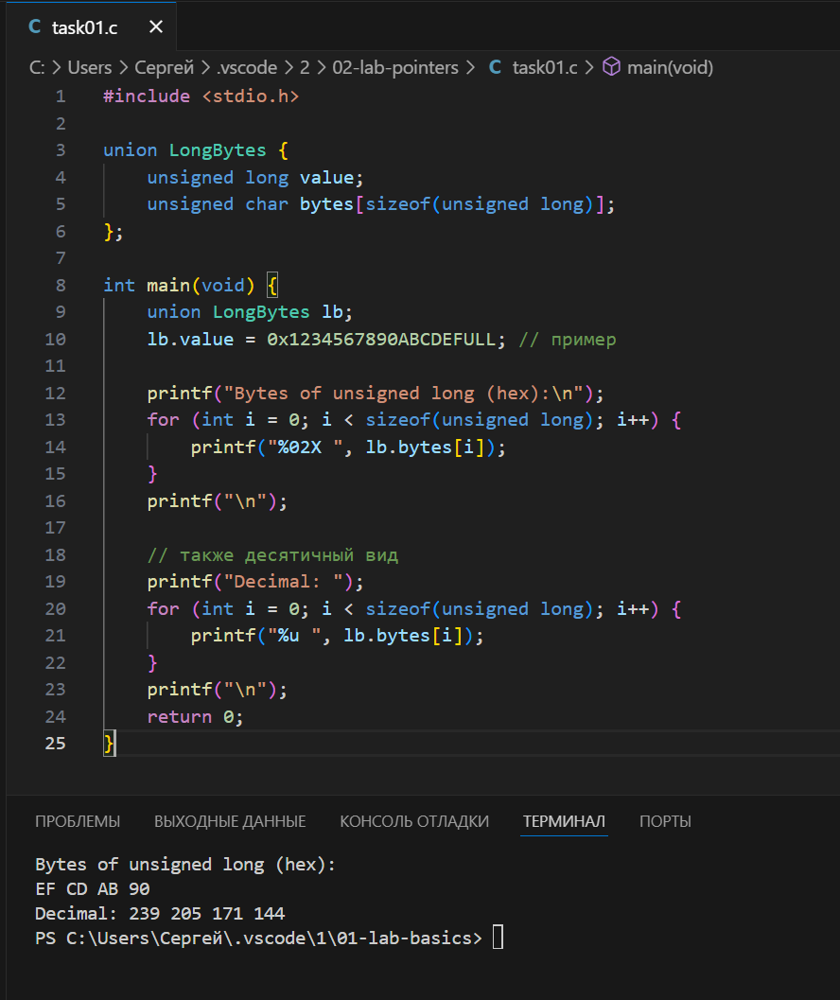 C task01.c ×
C: > Users > Сергей > .vscode > 2 > 02-lab-pointers > C task01.c > main(void)
1 #include <stdio.h>
2
3 union LongBytes {
4     unsigned long value;
5     unsigned char bytes[sizeof(unsigned long)];
6 };
7
8 int main(void) {
9     union LongBytes lb;
10     lb.value = 0x1234567890ABCDEFULL; // пример
11
12     printf("Bytes of unsigned long (hex):\n");
13     for (int i = 0; i < sizeof(unsigned long); i++) {
14         printf("%02X ", lb.bytes[i]);
15     }
16     printf("\n");
17
18     // также десятичный вид
19     printf("Decimal: ");
20     for (int i = 0; i < sizeof(unsigned long); i++) {
21         printf("%u ", lb.bytes[i]);
22     }
23     printf("\n");
24     return 0;
25 }
ПРОБЛЕМЫ ВЫХОДНЫЕ ДАННЫЕ КОНСОЛЬ ОТЛАДКИ ТЕРМИНАЛ ПОРТЫ
Bytes of unsigned long (hex):
EF CD AB 90
Decimal: 239 205 171 144
PS C:\Users\Сергей\.vscode\1\01-lab-basics>